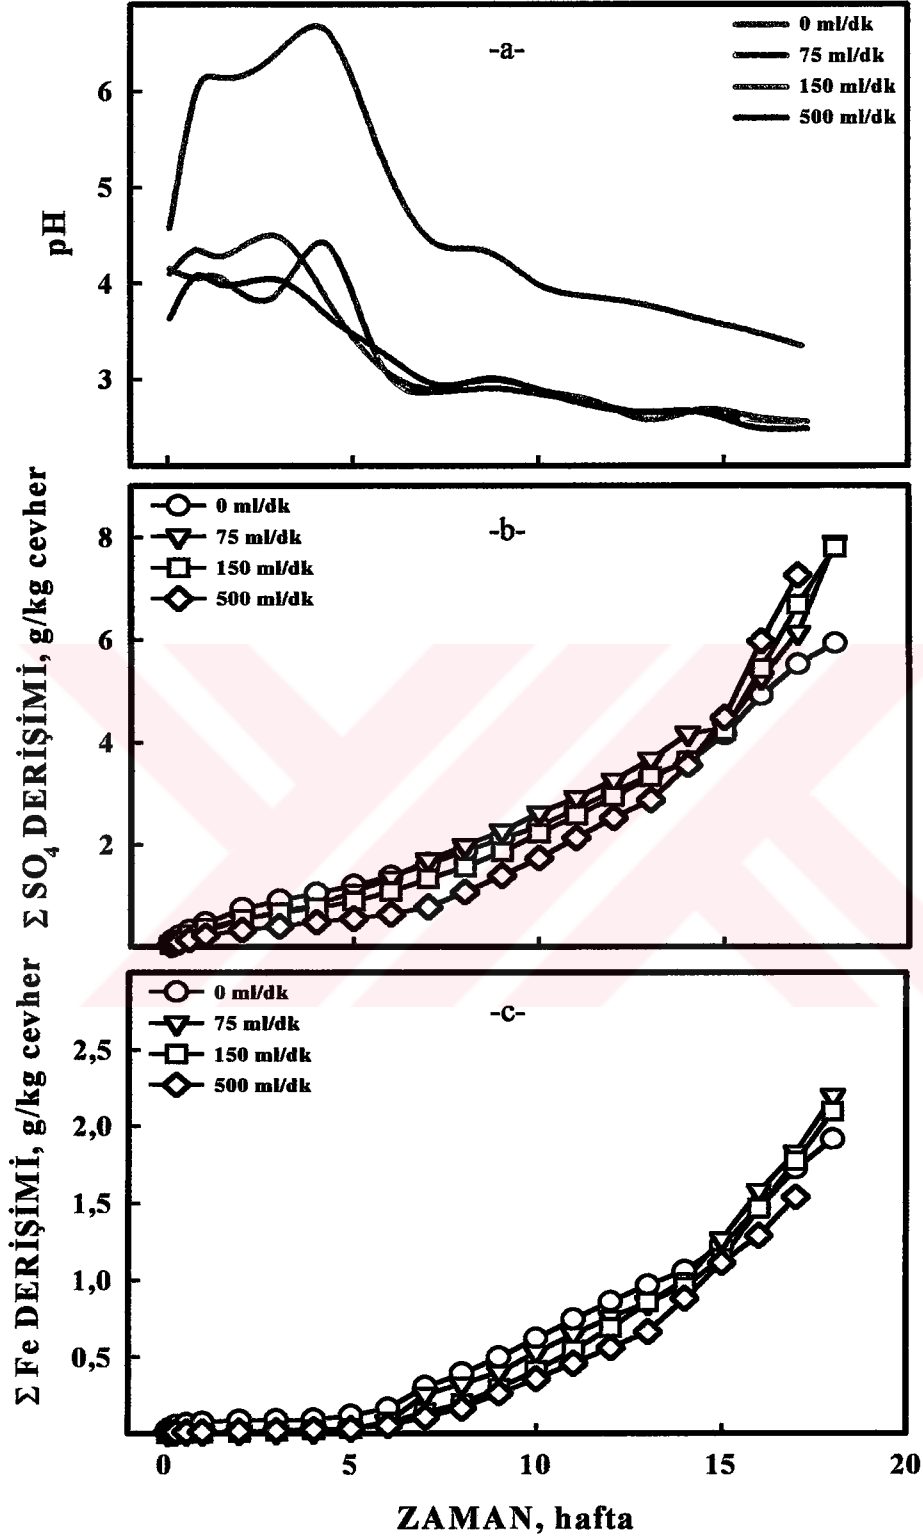 -a-
0 ml/dk
75 ml/dk
150 ml/dk
500 ml/dk
6
5
4
3
pH
-b-
0 ml/dk
75 ml/dk
150 ml/dk
500 ml/dk
8
6
4
2
Σ SO4 DERİŞİMİ, g/kg cevher
-c-
0 ml/dk
75 ml/dk
150 ml/dk
500 ml/dk
2,5
2,0
1,5
1,0
0,5
Σ Fe DERİŞİMİ, g/kg cevher
0 5 10 15 20
ZAMAN, hafta